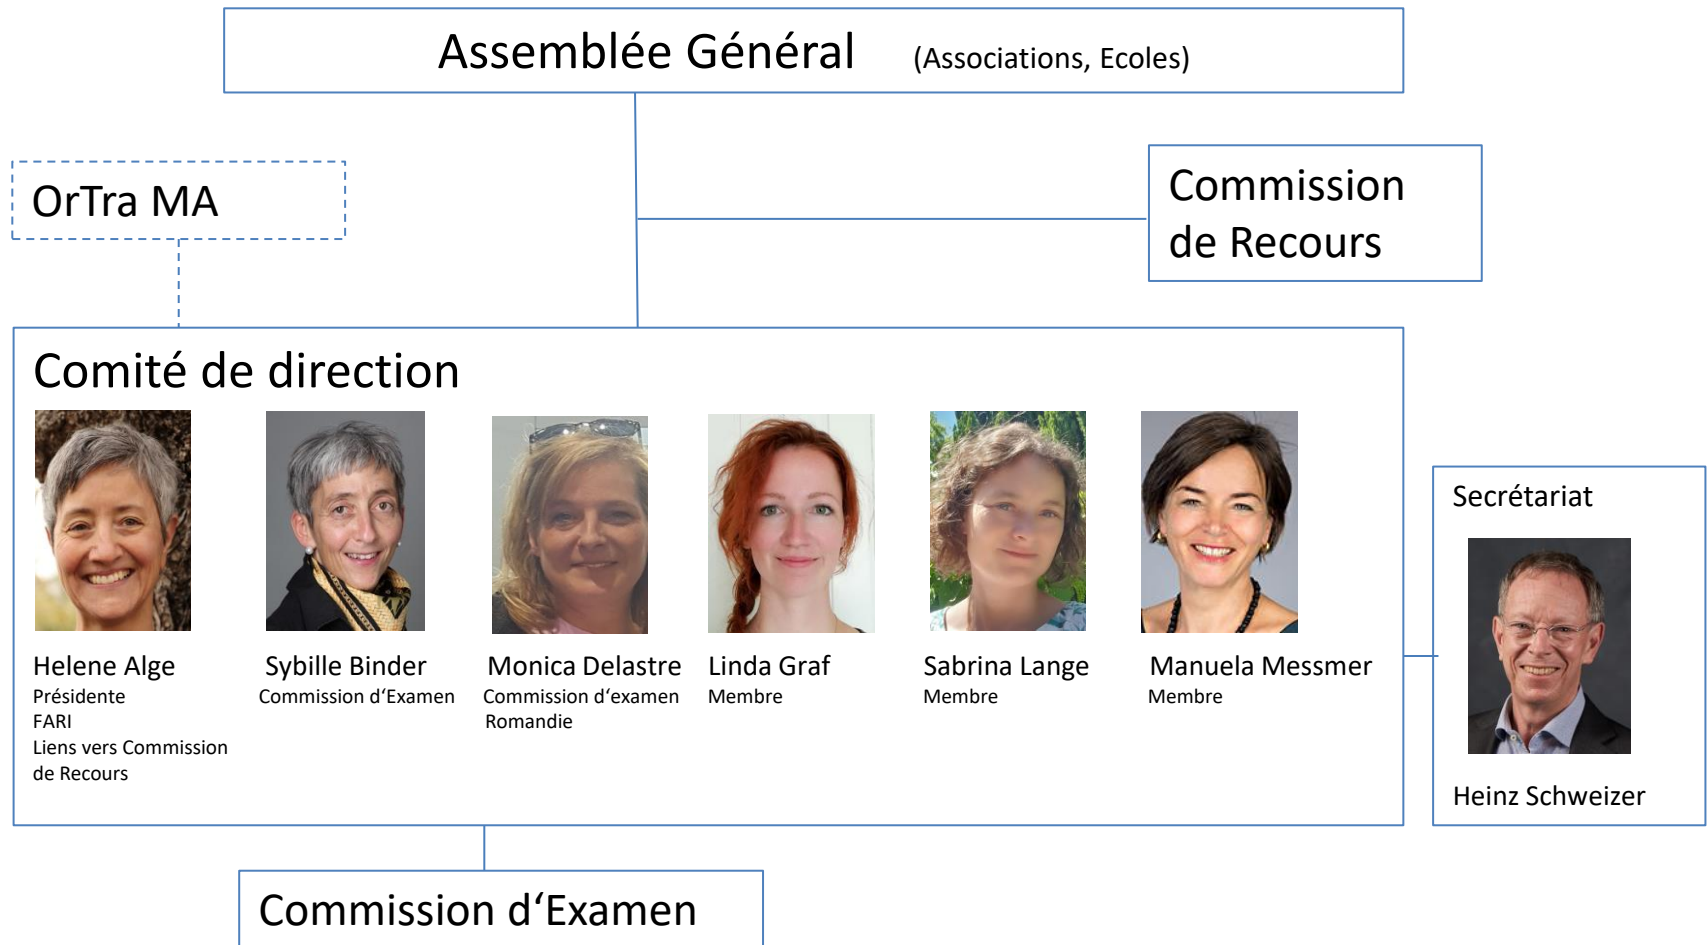 Assemblée Général (Associations, Ecoles)
OrTra MA
Commission
de Recours
Comité de direction
Helene Alge
Présidente
FARI
Liens vers Commission
de Recours
Sybille Binder
Commission d‘Examen
Monica Delastre
Commission d‘examen
Romandie
Linda Graf
Membre
Sabrina Lange
Membre
Manuela Messmer
Membre
Secrétariat
Heinz Schweizer
Commission d‘Examen